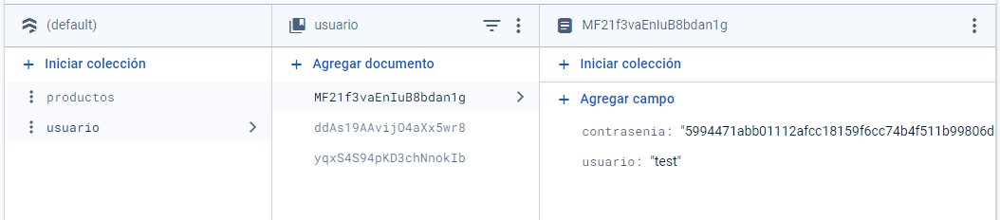 (default)
Iniciar colección
productos
usuario
usuario
Agregar documento
MF21f3vaEnIuB8bdan1g
ddAs19AAvijO4aXx5wr8
yqxS4S94pKD3chNnokIb
MF21f3vaEnIuB8bdan1g
Iniciar colección
Agregar campo
contrasenia: "5994471abb01112afcc18159f6cc74b4f511b99806d
usuario: "test"